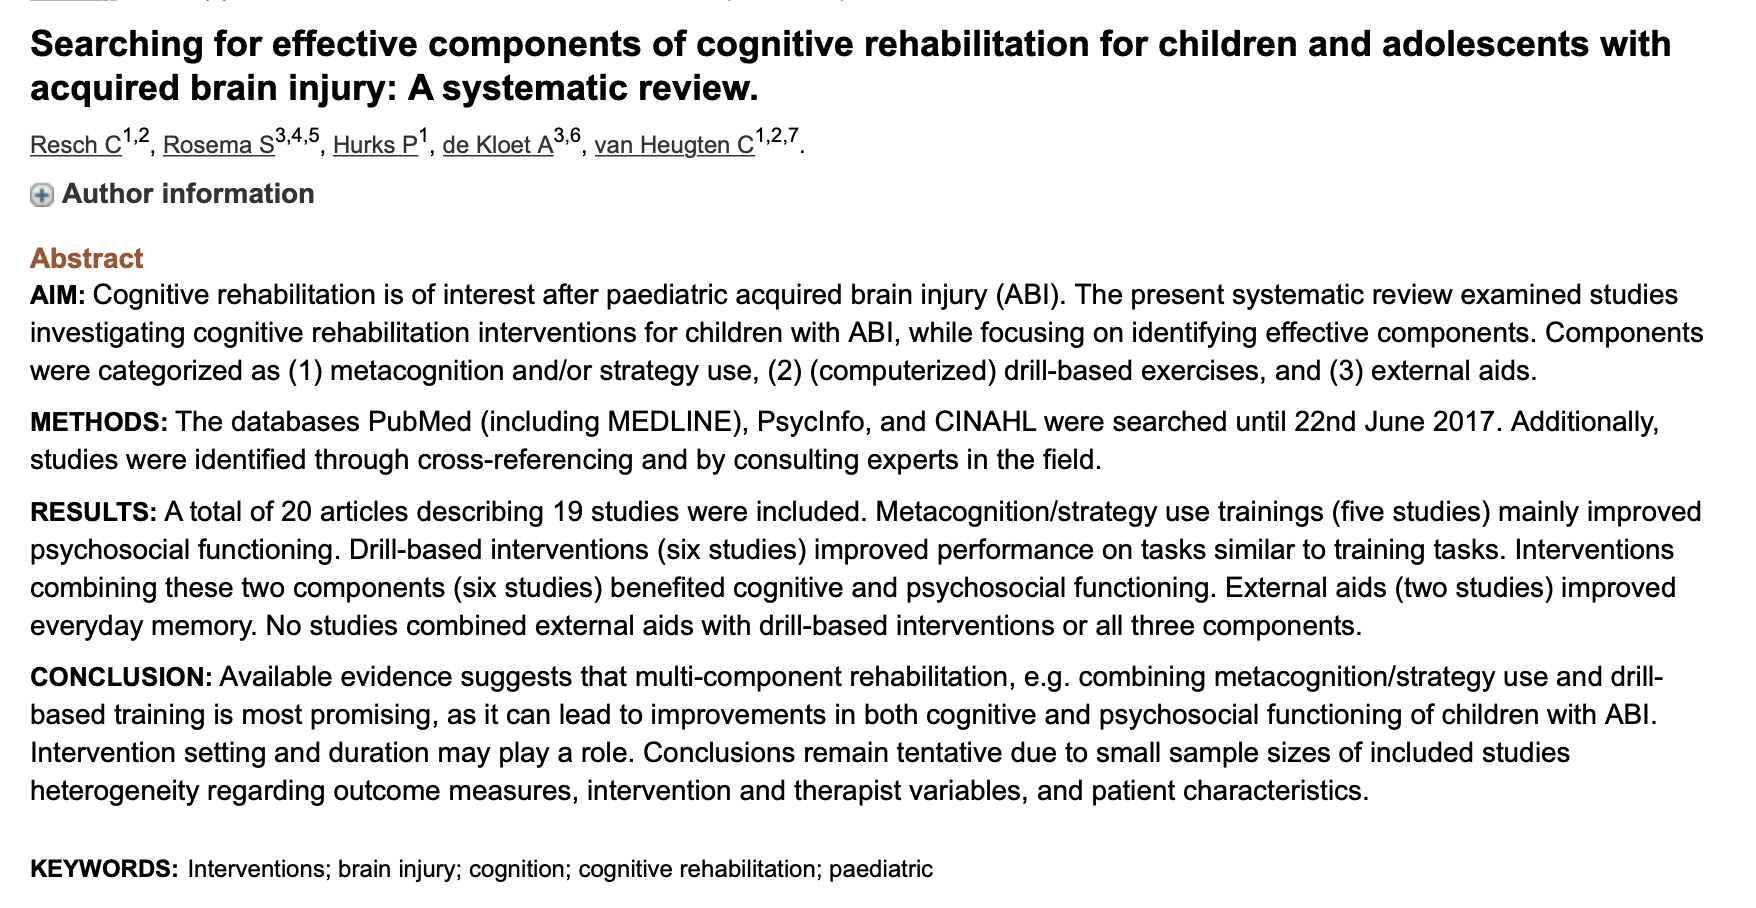 Searching for effective components of cognitive rehabilitation for children and adolescents with
acquired brain injury: A systematic review.
Resch C1,2, Rosema S3,4,5, Hurks P1, de Kloet A3,6, van Heugten C1,2,7.
Author information
Abstract
AIM: Cognitive rehabilitation is of interest after paediatric acquired brain injury (ABI). The present systematic review examined studies
investigating cognitive rehabilitation interventions for children with ABI, while focusing on identifying effective components. Components
were categorized as (1) metacognition and/or strategy use, (2) (computerized) drill-based exercises, and (3) external aids.
METHODS: The databases PubMed (including MEDLINE), PsycInfo, and CINAHL were searched until 22nd June 2017. Additionally,
studies were identified through cross-referencing and by consulting experts in the field.
RESULTS: A total of 20 articles describing 19 studies were included. Metacognition/strategy use trainings (five studies) mainly improved
psychosocial functioning. Drill-based interventions (six studies) improved performance on tasks similar to training tasks. Interventions
combining these two components (six studies) benefited cognitive and psychosocial functioning. External aids (two studies) improved
everyday memory. No studies combined external aids with drill-based interventions or all three components.
CONCLUSION: Available evidence suggests that multi-component rehabilitation, e.g. combining metacognition/strategy use and drill-
based training is most promising, as it can lead to improvements in both cognitive and psychosocial functioning of children with ABI.
Intervention setting and duration may play a role. Conclusions remain tentative due to small sample sizes of included studies
heterogeneity regarding outcome measures, intervention and therapist variables, and patient characteristics.
KEYWORDS: Interventions; brain injury; cognition; cognitive rehabilitation; paediatric